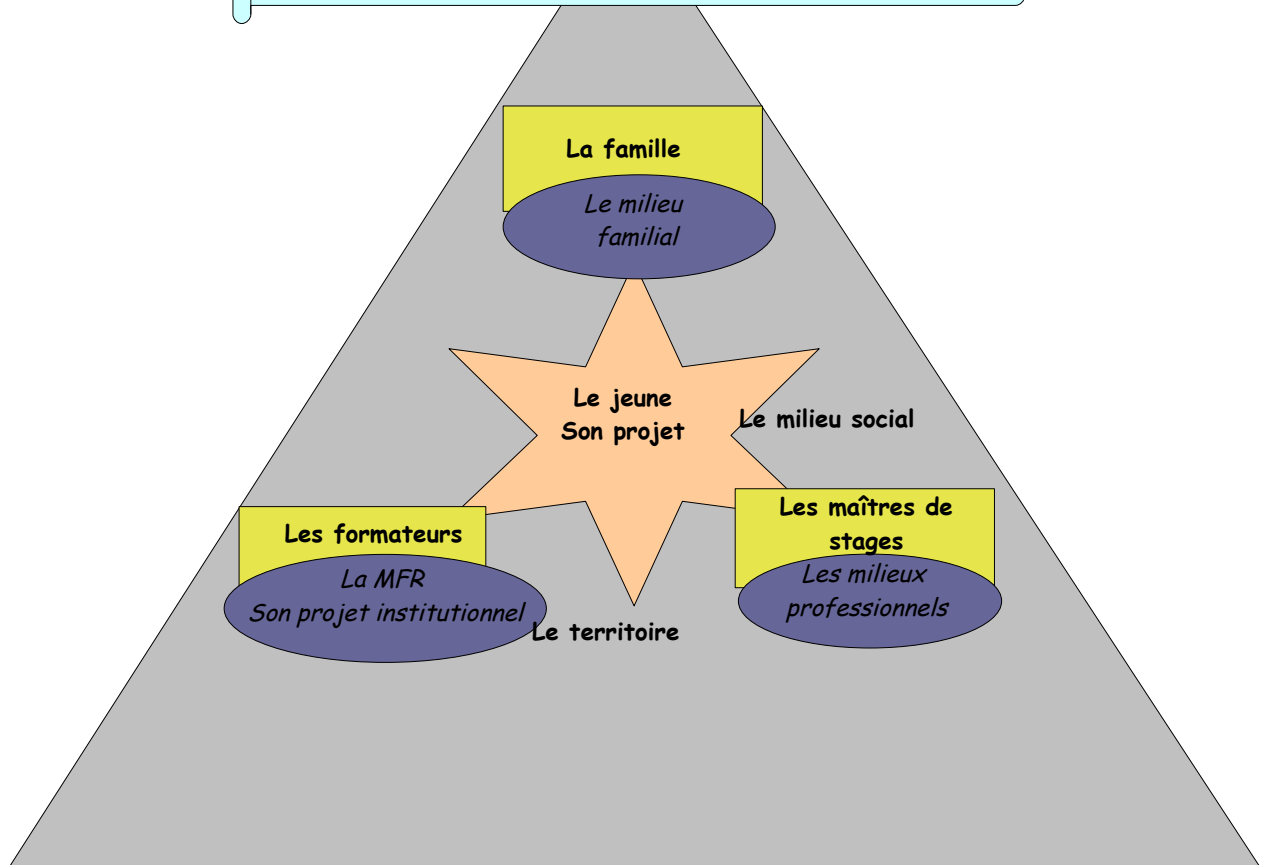 La famille
Le milieu
familial
Le jeune
Son projet
Le milieu social
Les formateurs
La MFR
Son projet institutionnel
Les maîtres de
stages
Les milieux
professionnels
Le territoire